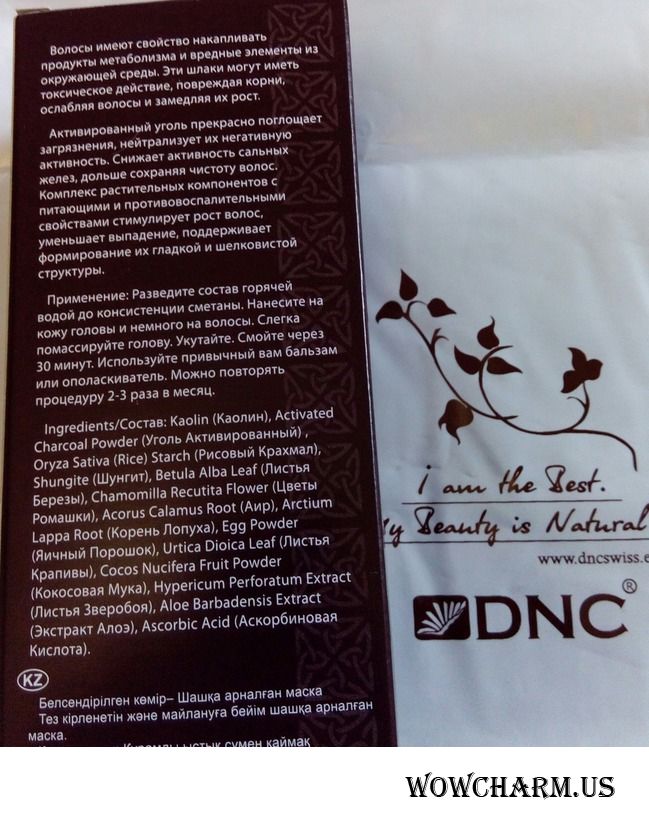 Волосы имеют свойство накапливать
продукты метаболизма и вредные элементы из
окружающей среды. Эти шлаки могут иметь
токсическое действие, повреждая корни,
ослабляя волосы и замедляя их рост.
Активированный уголь прекрасно поглощает
загрязнения, нейтрализует их негативную
активность. Снижает активность сальных
желез, дольше сохраняя чистоту волос.
Комплекс растительных компонентов с
питающими и противовоспалительными
свойствами стимулирует рост волос,
уменьшает выпадение, поддерживает
формирование их гладкой и шелковистой
структуры.
Применение: Разведите состав горячей
водой до консистенции сметаны. Нанесите на
кожу головы и немного на волосы. Слегка
помассируйте голову. Укутайте. Смойте через
30 минут. Используйте привычный вам бальзам
или ополаскиватель. Можно повторять
процедуру 2-3 раза в месяц.
Ingredients/Состав: Kaolin (Каолин), Activated
Charcoal Powder (Уголь Активированный) ,
Oryza Sativa (Rice) Starch (Рисовый Крахмал),
Shungite (Шунгит), Betula Alba Leaf (Листья
Березы), Chamomilla Recutita Flower (Цветы
Ромашки), Acorus Calamus Root (Аир), Arctium
Lappa Root (Корень Лопуха), Egg Powder
(Яичный Порошок), Urtica Dioica Leaf (Листья
Крапивы), Cocos Nucifera Fruit Powder
(Кокосовая Мука), Hypericum Perforatum Extract
(Листья Зверобоя), Aloe Barbadensis Extract
(Экстракт Алоэ), Ascorbic Acid (Аскорбиновая
Кислота).
KZ
Белсендірілген көмір– Шашқа арналған маска
Тез кірленетін және майлануға бейім шашқа арналған
маска.
ыстық сумен қаймақ
I am the Best.
y Beauty is Natural
www.dncswiss.e
DNC®
WOWCHARM.US